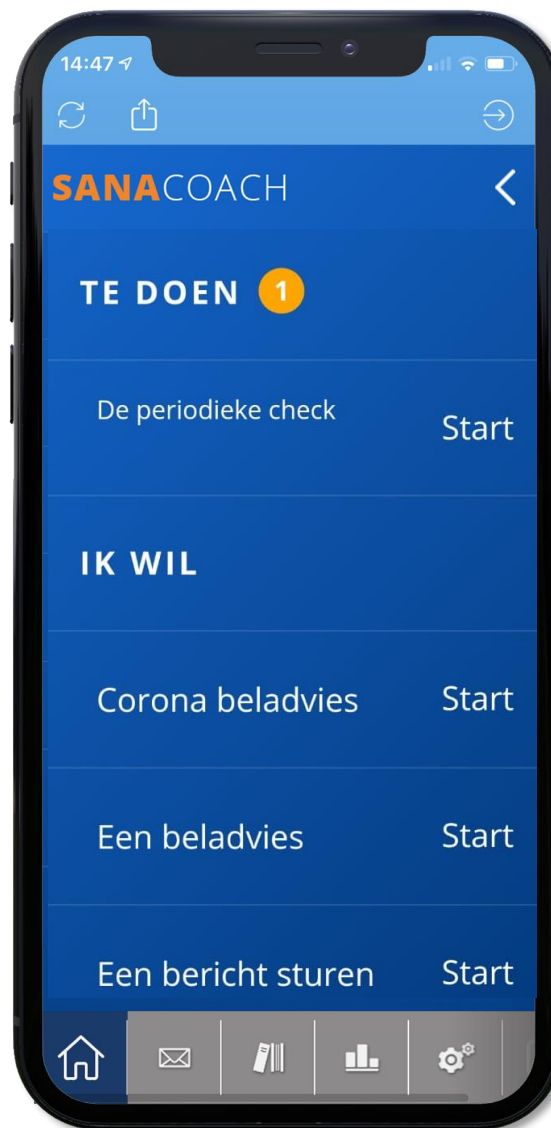 14:47
SANACOACH
TE DOEN 1
De periodieke check Start
IK WIL
Corona beladvies Start
Een beladvies Start
Een bericht sturen Start